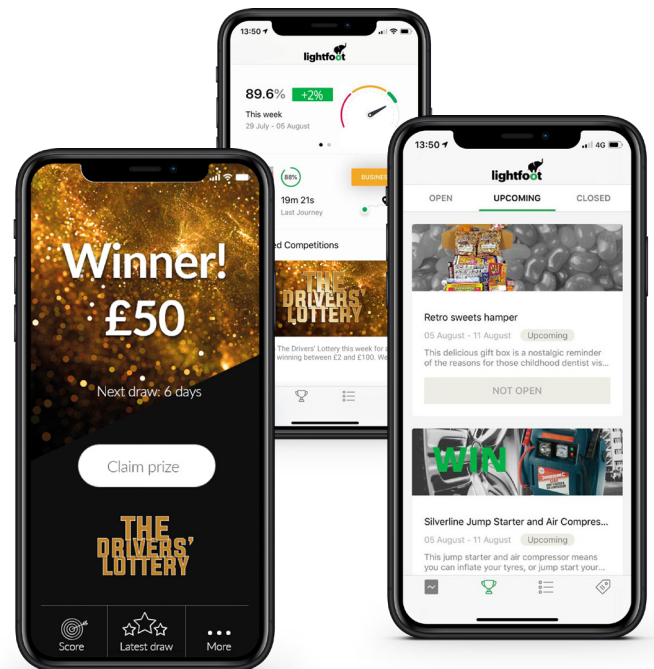 Winner!
£50
Next draw: 6 days
Claim prize
THE
DRIVERS'
LOTTERY
Score
Latest draw
More
13:50
lightfoot
89.6% +2%
This week
29 July - 05 August
88%
BUSINES
19m 21s
Last Journey
ed Competitions
THE
DRIVERS'
LOTTERY
The Drivers' Lottery this week for a
winning between £2 and £100. We
13:50 4G
lightfoot
OPEN UPCOMING CLOSED
Retro sweets hamper
05 August - 11 August Upcoming
This delicious gift box is a nostalgic reminder
of the reasons for those childhood dentist vis...
NOT OPEN
WIN
Silverline Jump Starter and Air Compres...
05 August - 11 August Upcoming
This jump starter and air compressor means
you can inflate your tyres, or jump start your...